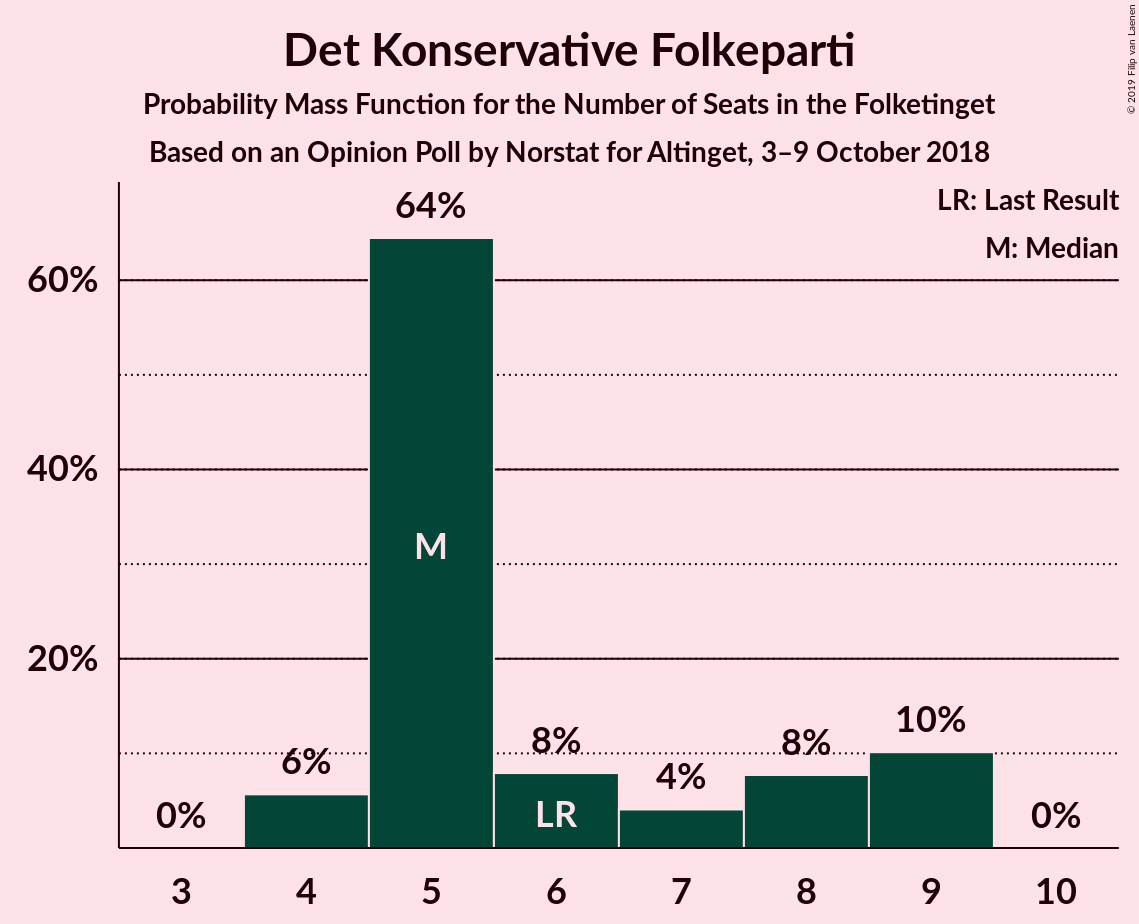 Det Konservative Folkeparti
Probability Mass Function for the Number of Seats in the Folketinget
Based on an Opinion Poll by Norstat for Altinget, 3–9 October 2018
© 2019 Filip van Laenen
LR: Last Result
M: Median
64%
60%
40%
M
20%
10%
8%
8%
6%
4%
LR
0%
0%
3 4 5 6 7 8 9 10